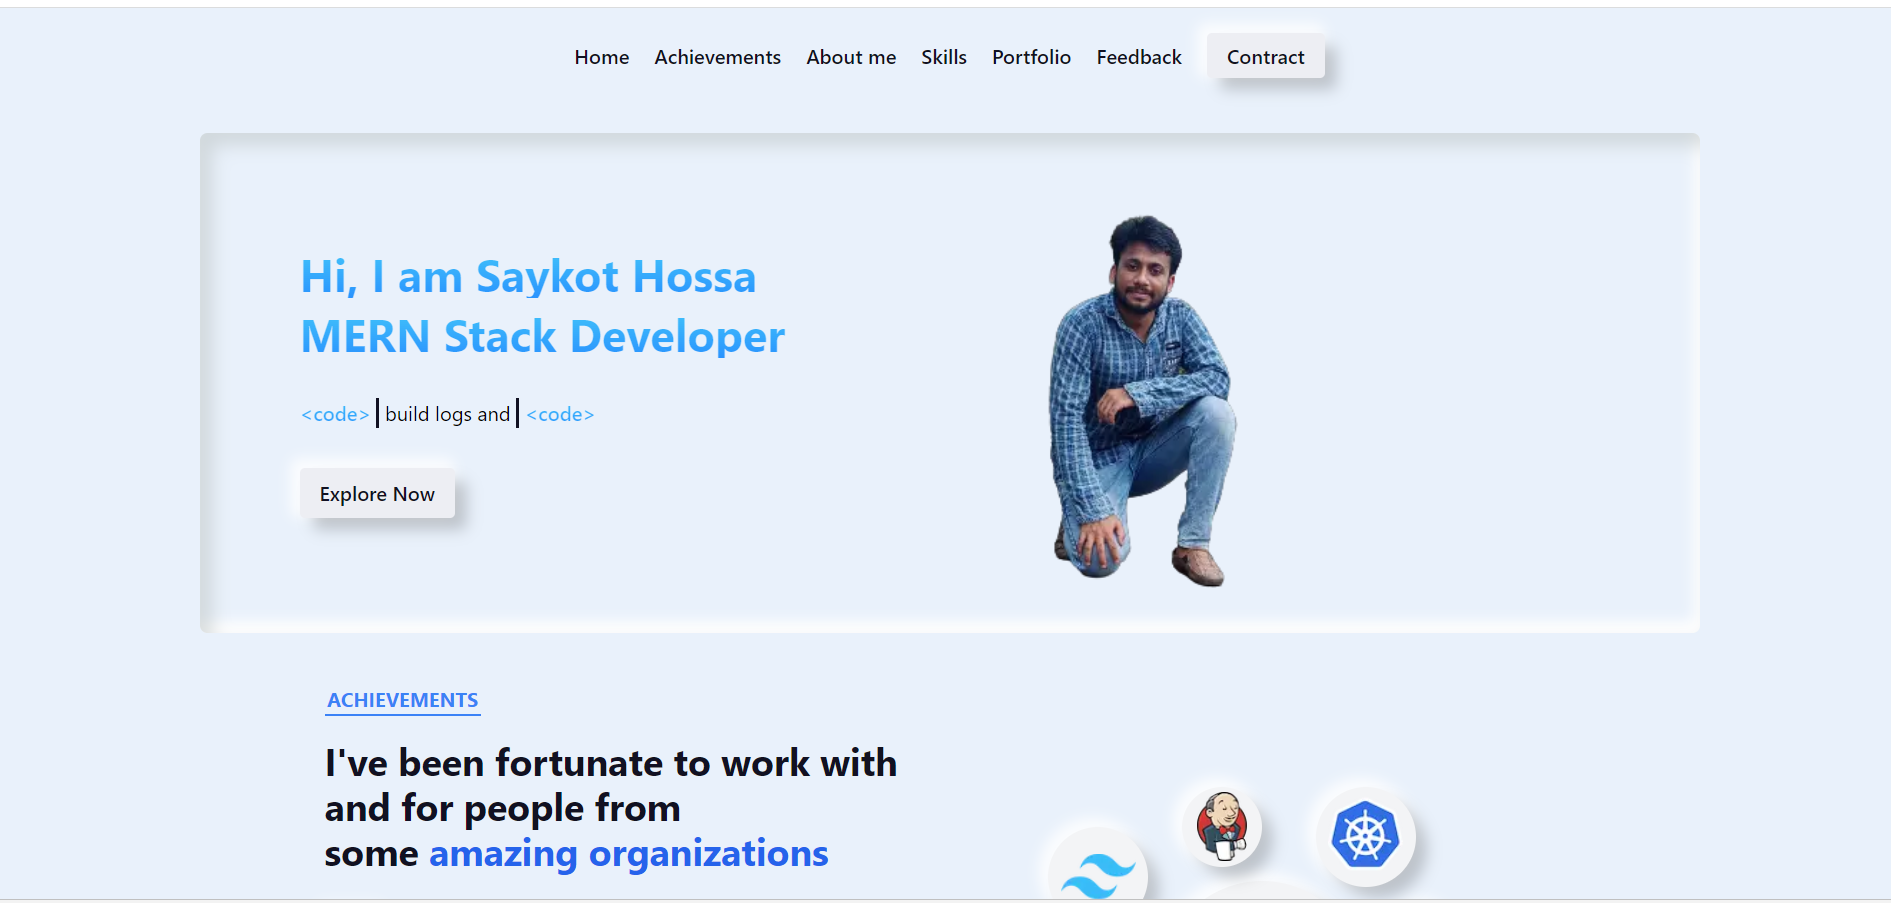 Home Achievements About me Skills Portfolio Feedback Contract
Hi, I am Saykot Hossa
MERN Stack Developer
<code> | build logs and | <code>
Explore Now
ACHIEVEMENTS
I've been fortunate to work with
and for people from
some amazing organizations